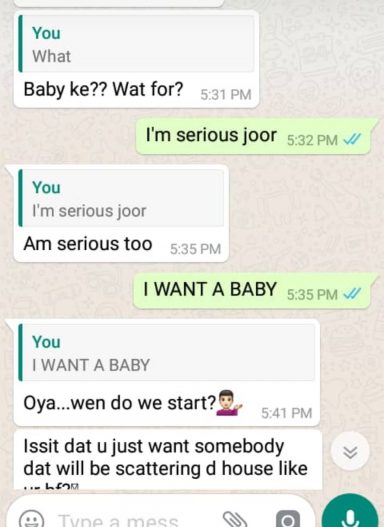 You
What
Baby ke?? Wat for?
5:31 PM
I'm serious joor
5:32 PM
You
I'm serious joor
Am serious too
5:35 PM
I WANT A BABY
5:35 PM
You
I WANT A BABY
Oya...wen do we start?
5:41 PM
Issit dat u just want somebody
dat will be scattering d house like
ur bf?
Type a mess